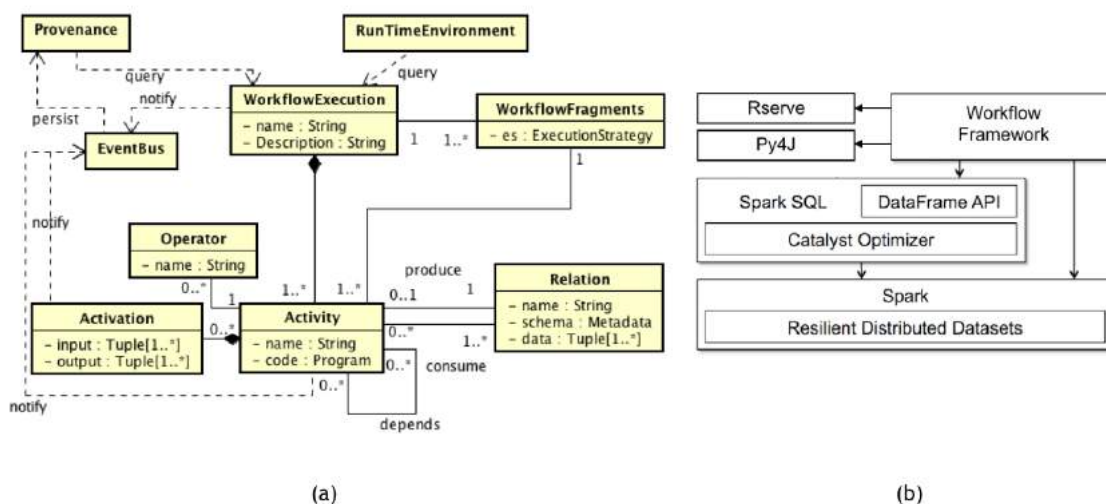 Provenance
RunTimeEnvironment
query
query
notify
persist
WorkflowExecution
- name : String
- Description : String
1
1..*
WorkflowFragments
- es : ExecutionStrategy
1
EventBus
notify
Operator
- name : String
0..*
1
1..*
1..*
produce
0..1
1
Relation
- name : String
- schema : Metadata
- data : Tuple[1..*]
Activation
- input : Tuple[1..*]
- output : Tuple[1..*]
0..*
Activity
- name : String
- code : Program
0..*
1..*
consume
0..*
0..*
depends
notify
Rserve
Py4J
Workflow
Framework
Spark SQL
DataFrame API
Catalyst Optimizer
Spark
Resilient Distributed Datasets
(a)
(b)